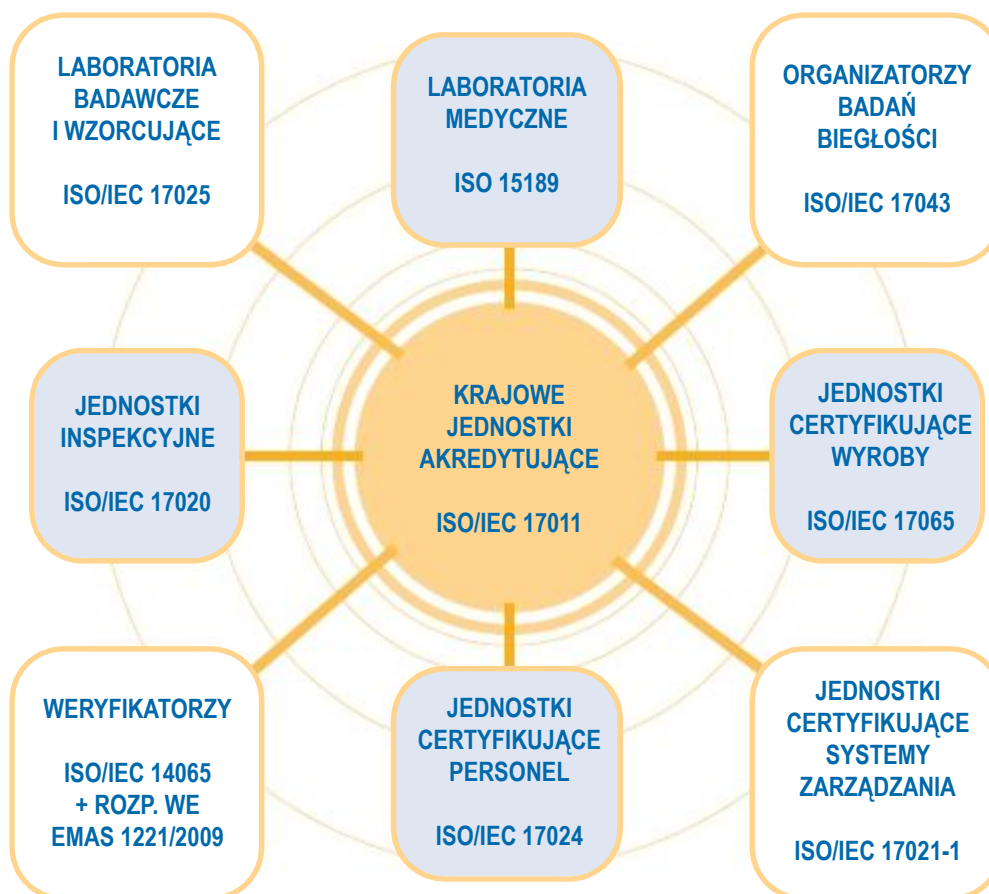 LABORATORIA
BADAWCZE
I WZORCUJĄCE
ISO/IEC 17025
LABORATORIA
MEDYCZNE
ISO 15189
ORGANIZATORZY
BADAŃ
BIEGŁOŚCI
ISO/IEC 17043
JEDNOSTKI
INSPEKCYJNE
ISO/IEC 17020
KRAJOWE
JEDNOSTKI
AKREDYTUJĄCE
ISO/IEC 17011
JEDNOSTKI
CERTYFIKUJĄCE
WYROBY
ISO/IEC 17065
WERYFIKATORZY
ISO/IEC 14065
+ ROZP. WE
EMAS 1221/2009
JEDNOSTKI
CERTYFIKUJĄCE
PERSONEL
ISO/IEC 17024
JEDNOSTKI
CERTYFIKUJĄCE
SYSTEMY
ZARZĄDZANIA
ISO/IEC 17021-1